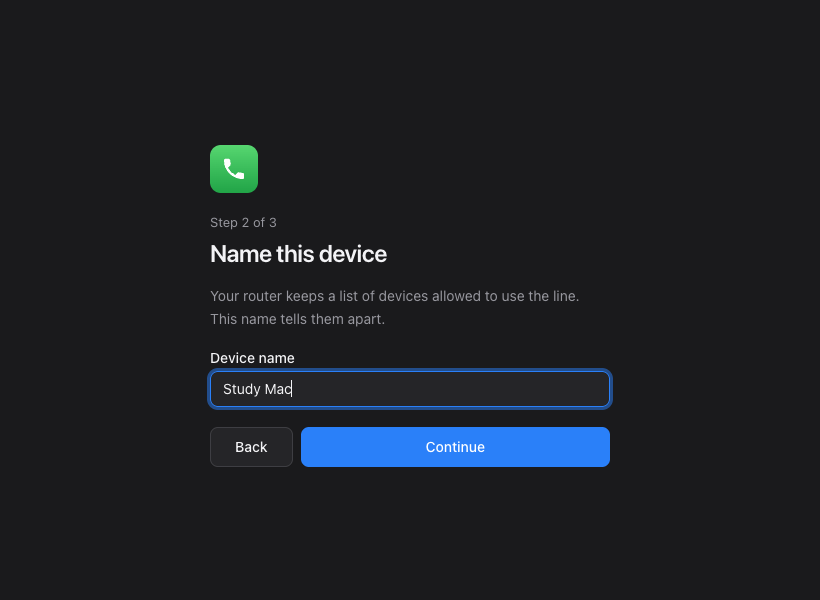 Step 2 of 3
Name this device
Your router keeps a list of devices allowed to use the line.
This name tells them apart.
Device name
Study Mac
Back
Continue